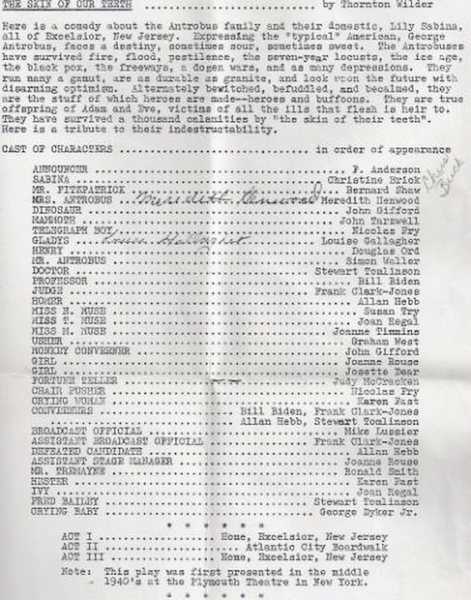 THE SKIN OF OUR TEETH ............................ by Thornton Wilder
Here is a comedy about the Antrobus family and their domestic, Lily Sabina,
all of Excelsior, New Jersey. Expressing the "typical" American, George
Antrobus, faces a destiny, sometimes sour, sometimes sweet. The Antrobuses
have survived fire, flood, pestilence, the seven-year locusts, the ice age,
the bleak pox, the freeways, a dozen wars, and as many depressions. They
run many a gamut, are as durable as granite, and look upon the future with
disarming optimism. Alternately bewitched, befuddled, and becalmed, they
are the stuff of which heroes are made--heroes and buffoons. They are true
offspring of Adam and Eve, victims of all the ills that flesh is heir to.
They have survived a thousand calamities by "the skin of their teeth".
Here is a tribute to their indestructability.
CAST OF CHARACTERS ................................ in order of appearance
ANNOUNCER ........................................ F. Anderson
SABINA ........................................ Christine Brick
MR. FITZPATRICK ........................................ Bernard Shaw
MRS. ANTROBUS ........................................ Meredith Henwood
DINOSAUR ........................................ John Gifford
MAMMOTH ........................................ John Tarzwell
TELEGRAPH BOY ........................................ Nicolas Fry
GLADYS ........................................ Louise Gallagher
HENRY ........................................ Douglas Ord
MR. ANTROBUS ........................................ Simon Waller
DOCTOR ........................................ Stewart Tomlinson
PROFESSOR ........................................ Bill Riden
JUDGE ........................................ Frank Clark-Jones
HOMER ........................................ Allan Hebb
MISS E. MUSE ........................................ Susan Try
MISS T. MUSE ........................................ Joan Regal
MISS M. MUSE ........................................ Joanne Timmins
USHER ........................................ Graham West
MONKEY CONVEENER ........................................ John Gifford
GIRL ........................................ Joanne Rouse
GIRL ........................................ Josette Dear
FORTUNE TELLER ........................................ Judy McCracken
CHAIR PUSHER ........................................ Nicolas Fry
CRYING WOMAN ........................................ Karen Fast
CONVEENERS ........................ Bill Riden, Frank Clark-Jones
........................ Allan Hebb, Stewart Tomlinson
BROADCAST OFFICIAL ........................................ Mike Lussier
ASSISTANT BROADCAST OFFICIAL ........................ Frank Clark-Jones
DEFEATED CANDIDATE ........................................ Allan Hebb
ASSISTANT STAGE MANAGER ........................ Joanne Rouse
MR. TREMAYNE ........................................ Ronald Smith
HESTER ........................................ Karen Fast
IVY ........................................ Joan Regal
FRED BAILEY ........................................ Stewart Tomlinson
CRYING BABY ........................................ George Dyker Jr.
* * * * * *
ACT I ........................ Home, Excelsior, New Jersey
ACT II ........................ Atlantic City Boardwalk
ACT III ........................ Home, Excelsior, New Jersey
Note: This play was first presented in the middle
1940's at the Plymouth Theatre in New York.
* * * * * *
Meredith Henwood
Louise Gallagher
Chris
Brick